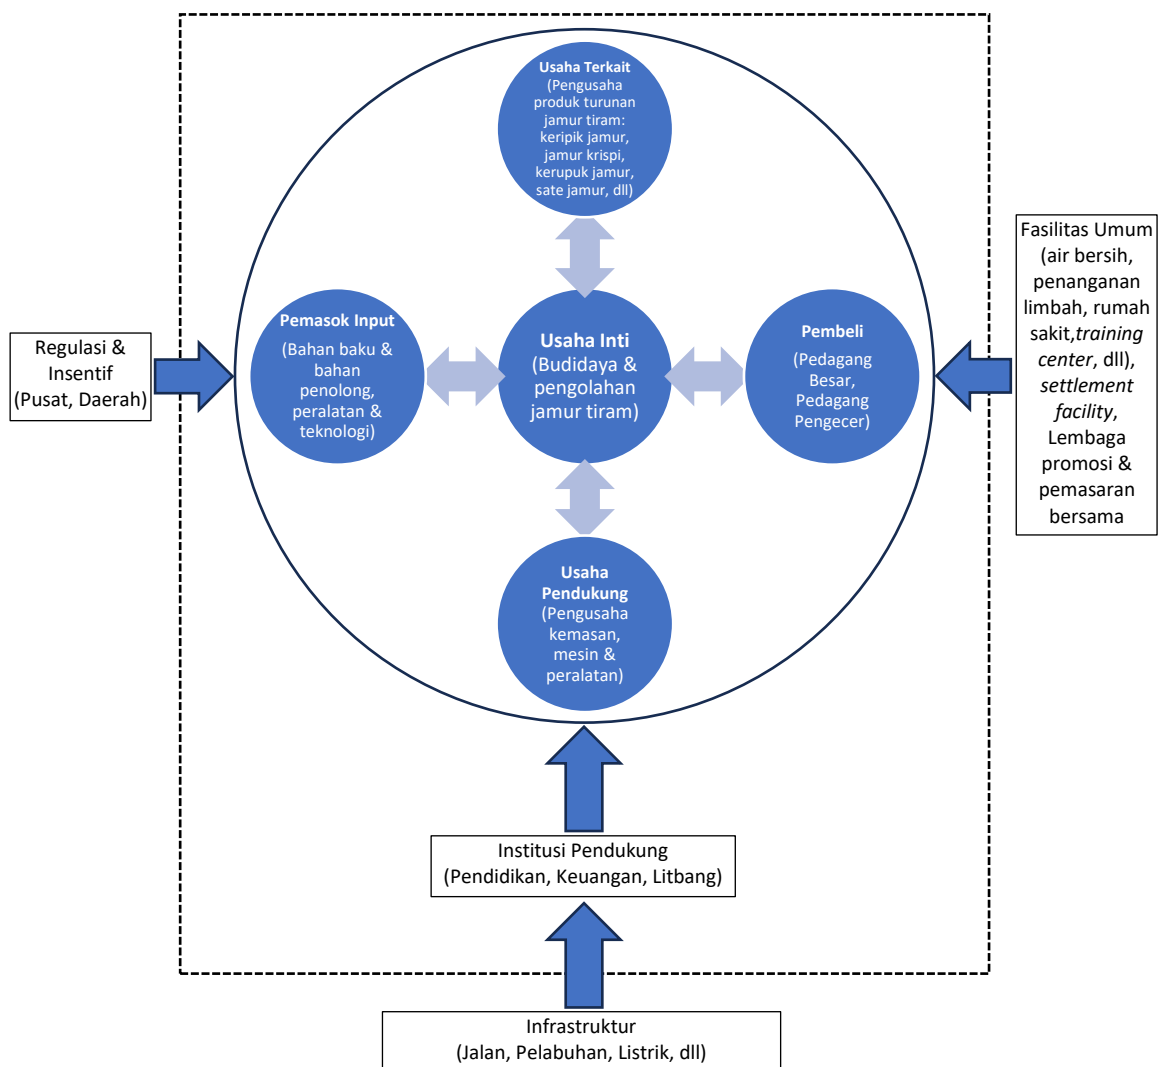 Usaha Terkait
(Pengusaha
produk turunan
jamur tiram:
keripik jamur,
jamur krispi,
kerupuk jamur,
sate jamur, dll)
Regulasi &
Insentif
(Pusat, Daerah)
Pemasok Input
(Bahan baku &
bahan
penolong,
peralatan &
teknologi)
Usaha Inti
(Budidaya &
pengolahan
jamur tiram)
Pembeli
(Pedagang
Besar,
Pedagang
Pengecer)
Fasilitas Umum
(air bersih,
penanganan
limbah, rumah
sakit,training
center, dll),
settlement
facility,
Lembaga
promosi &
pemasaran
bersama
Usaha
Pendukung
(Pengusaha
kemasan,
mesin &
peralatan)
Institusi Pendukung
(Pendidikan, Keuangan, Litbang)
Infrastruktur
(Jalan, Pelabuhan, Listrik, dll)